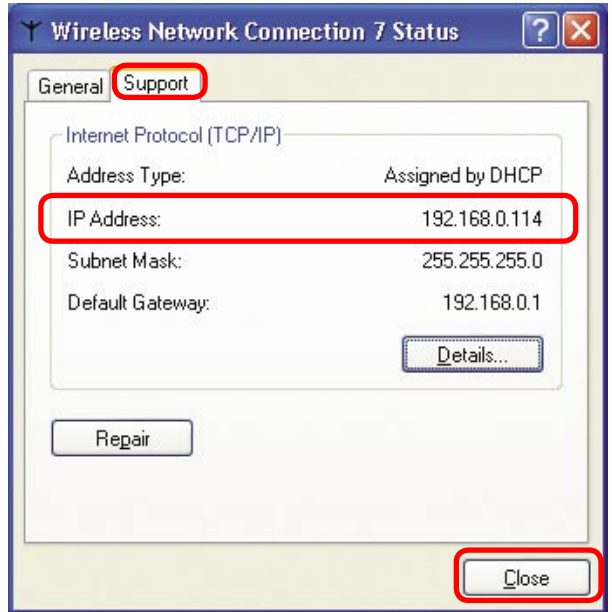 Wireless Network Connection 7 Status
General Support
Internet Protocol (TCP/IP)
Address Type: Assigned by DHCP
IP Address: 192.168.0.114
Subnet Mask: 255.255.255.0
Default Gateway: 192.168.0.1
Details...
Repair
Close